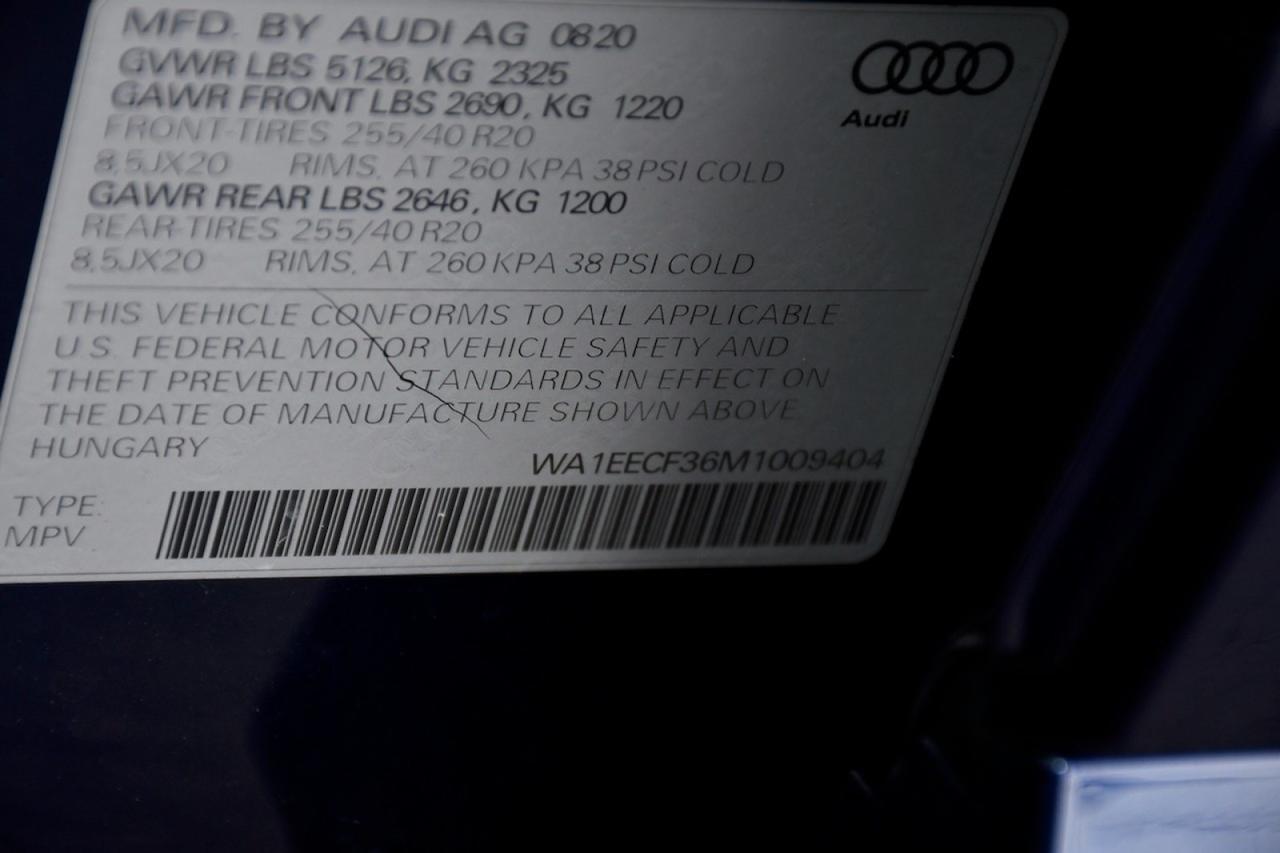 MFD. BY AUDI AG 0820
GVWR LBS 5126, KG 2325
GAWR FRONT LBS 2690, KG 1220
FRONT-TIRES 255/40 R20
8,5JX20 RIMS, AT 260 KPA 38 PSI COLD
GAWR REAR LBS 2646, KG 1200
REAR-TIRES 255/40 R20
8,5JX20 RIMS, AT 260 KPA 38 PSI COLD
Audi
THIS VEHICLE CONFORMS TO ALL APPLICABLE
U.S. FEDERAL MOTOR VEHICLE SAFETY AND
THEFT PREVENTION STANDARDS IN EFFECT ON
THE DATE OF MANUFACTURE SHOWN ABOVE
HUNGARY
WA1EECF36M1009404
TYPE:
MPV